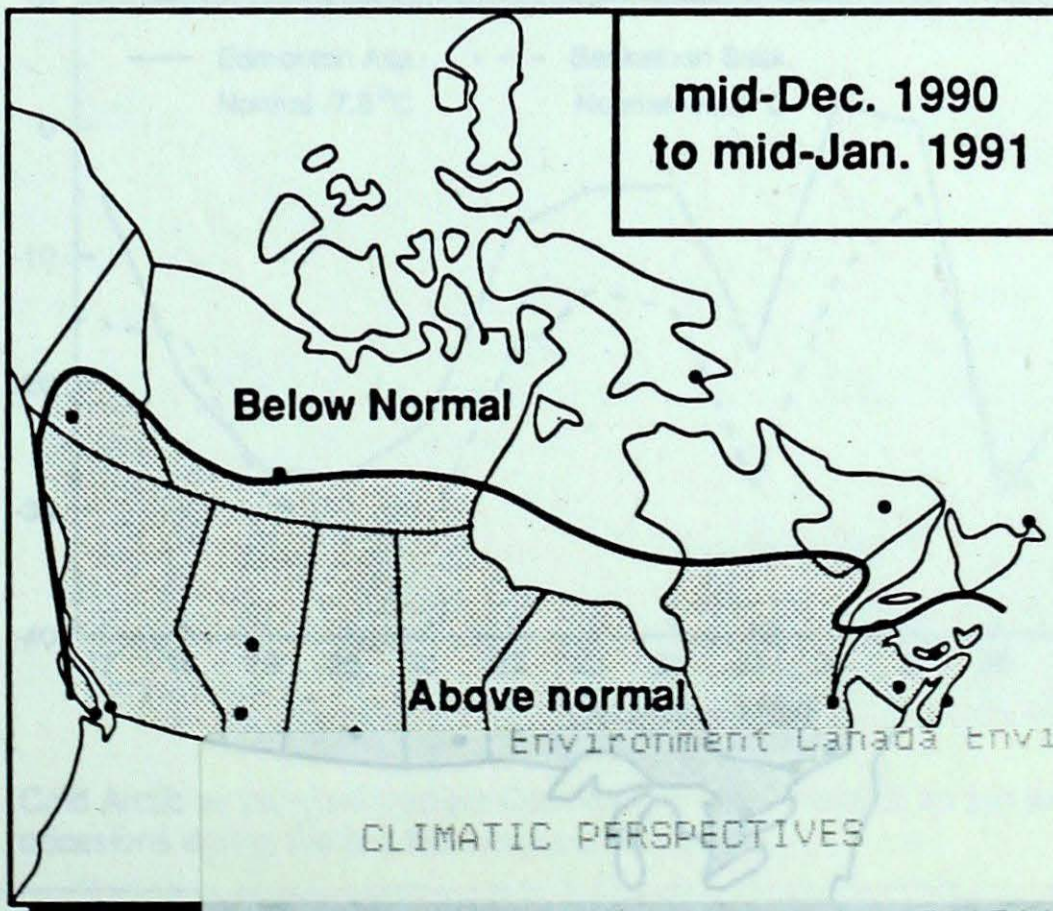 mid-Dec. 1990
to mid-Jan. 1991
Below Normal
Above normal
Environment Canada Envi
CLIMATIC PERSPECTIVES